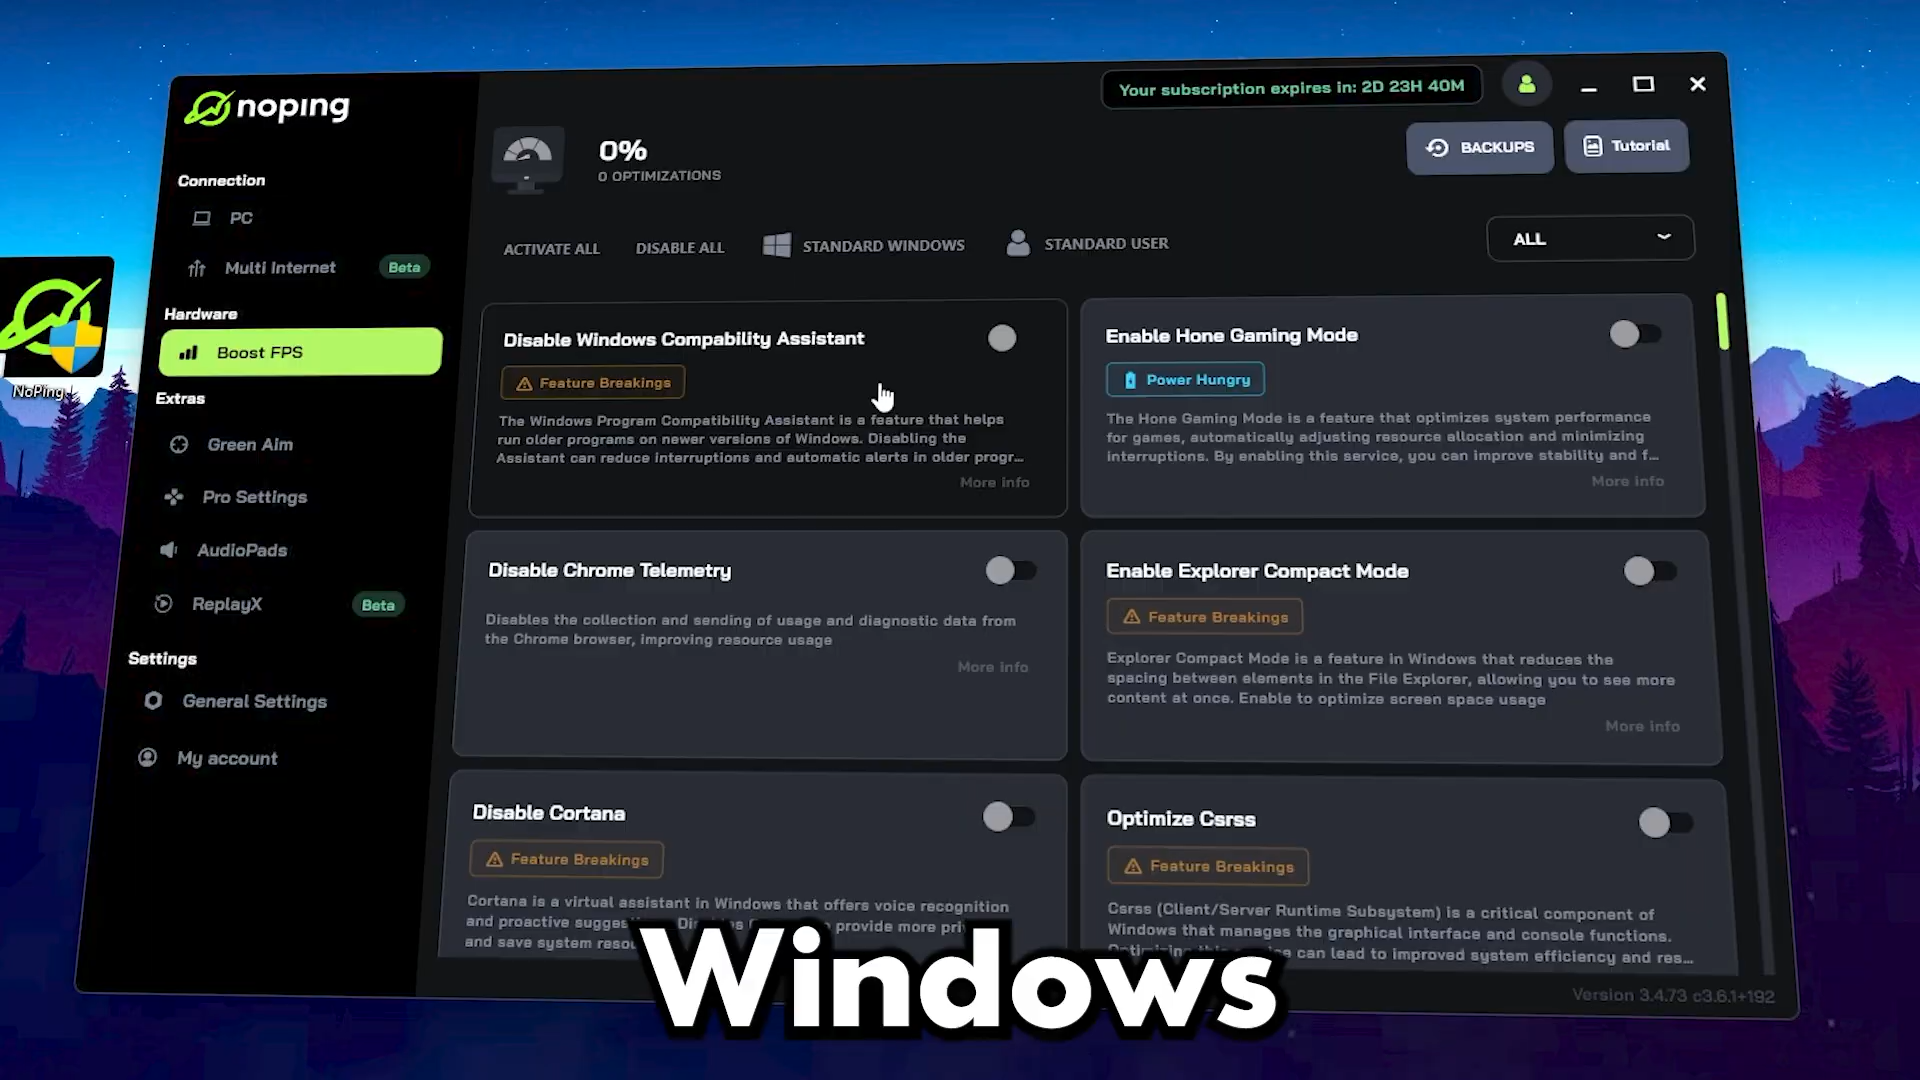 noping
Your subscription expires in: 2D 23H 40M
0%
0 OPTIMIZATIONS
BACKUPS
Tutorial
Connection
PC
Multi Internet
Beta
Hardware
Boost FPS
Extras
Green Aim
Pro Settings
AudioPads
ReplayX
Beta
Settings
General Settings
My account
NoPing
ACTIVATE ALL
DISABLE ALL
STANDARD WINDOWS
STANDARD USER
ALL
Disable Windows Compability Assistant
Feature Breakings
The Windows Program Compatibility Assistant is a feature that helps
run older programs on newer versions of Windows. Disabling the
Assistant can reduce interruptions and automatic alerts in older progr...
More info
Enable Hone Gaming Mode
Power Hungry
The Hone Gaming Mode is a feature that optimizes system performance
for games, automatically adjusting resource allocation and minimizing
interruptions. By enabling this service, you can improve stability and f...
More info
Disable Chrome Telemetry
Disables the collection and sending of usage and diagnostic data from
the Chrome browser, improving resource usage
More info
Enable Explorer Compact Mode
Feature Breakings
Explorer Compact Mode is a feature in Windows that reduces the
spacing between elements in the File Explorer, allowing you to see more
content at once. Enable to optimize screen space usage
More info
Disable Cortana
Feature Breakings
Cortana is a virtual assistant in Windows that offers voice recognition
and proactive provide more
and save system
Optimize Csrss
Feature Breakings
Csrss (Client/Server Runtime Subsystem) is a critical component of
Windows that manages the graphical interface and console functions.
can lead to improved system efficiency and res...
Windows
Version 3.4.73 c3.6.1+192